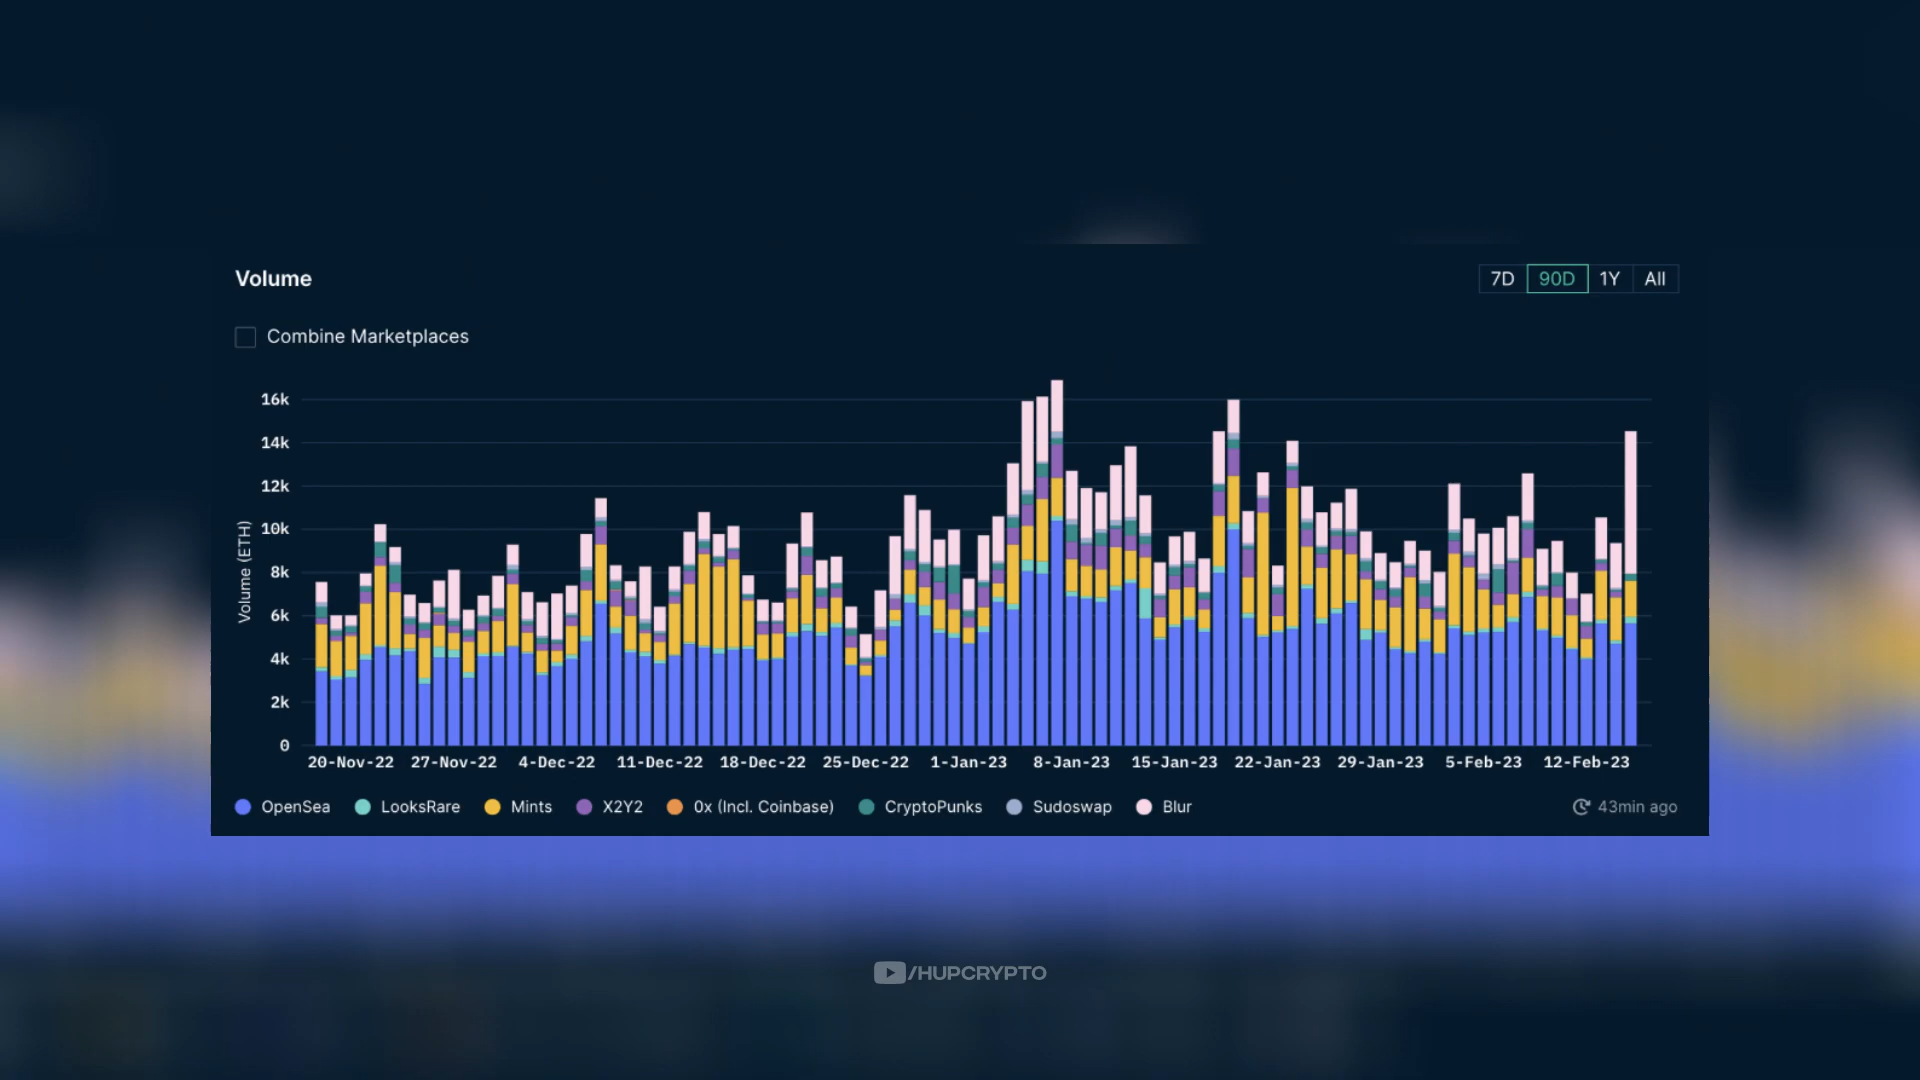 Volume
7D 90D 1Y All
Combine Marketplaces
Volume (ETH)
16k
14k
12k
10k
8k
6k
4k
2k
0
20-Nov-22 27-Nov-22 4-Dec-22 11-Dec-22 18-Dec-22 25-Dec-22 1-Jan-23 8-Jan-23 15-Jan-23 22-Jan-23 29-Jan-23 5-Feb-23 12-Feb-23
OpenSea LooksRare Mints X2Y2 0x (Incl. Coinbase) CryptoPunks Sudoswap Blur 43min ago
/HUPCRYPTO